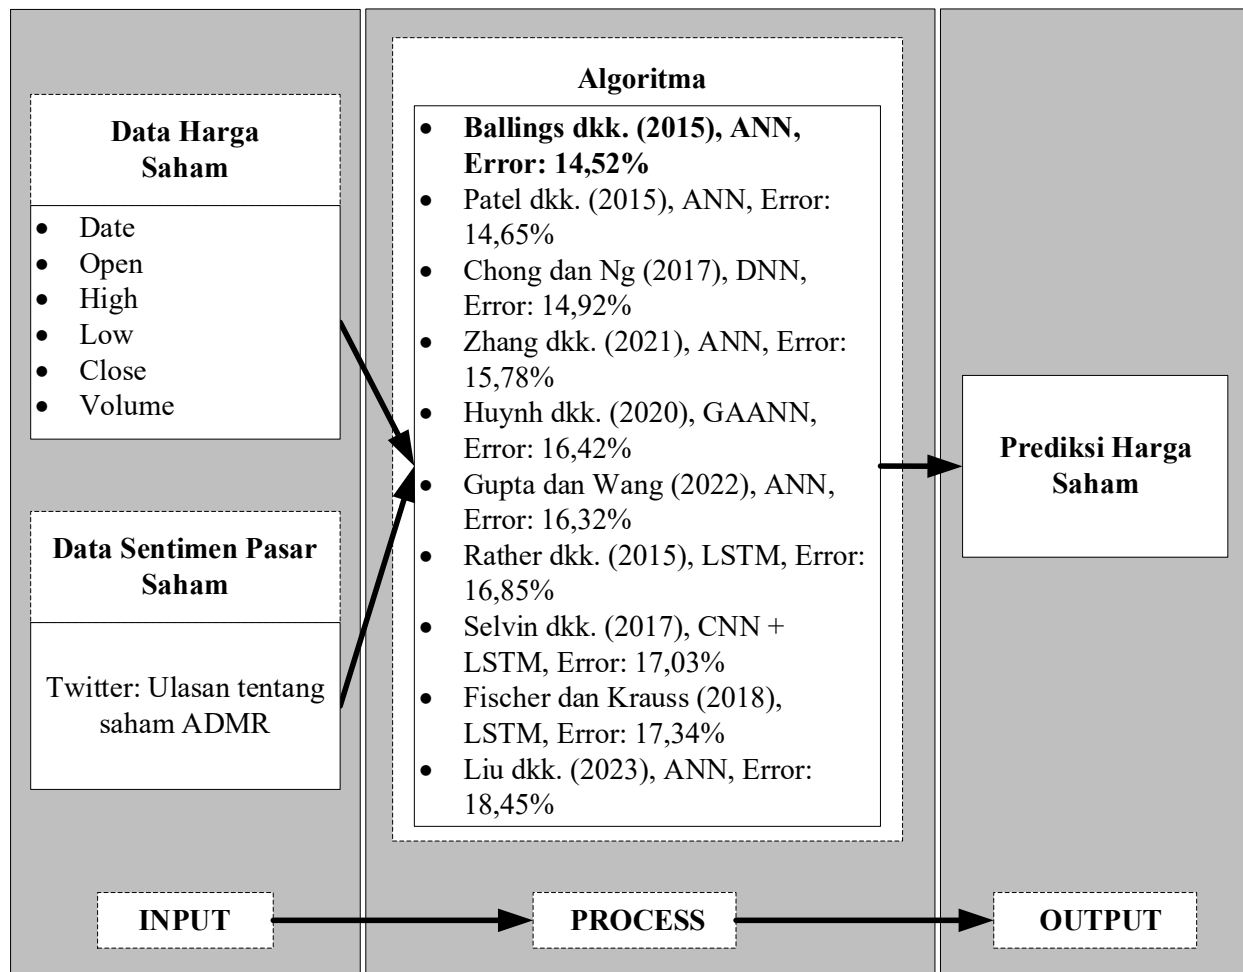 Data Harga
Saham
• Date
• Open
• High
• Low
• Close
• Volume
Data Sentimen Pasar
Saham
Twitter: Ulasan tentang
saham ADMR
INPUT
Algoritma
• Ballings dkk. (2015), ANN,
Error: 14,52%
• Patel dkk. (2015), ANN, Error:
14,65%
• Chong dan Ng (2017), DNN,
Error: 14,92%
• Zhang dkk. (2021), ANN, Error:
15,78%
• Huynh dkk. (2020), GAANN,
Error: 16,42%
• Gupta dan Wang (2022), ANN,
Error: 16,32%
• Rather dkk. (2015), LSTM, Error:
16,85%
• Selvin dkk. (2017), CNN +
LSTM, Error: 17,03%
• Fischer dan Krauss (2018),
LSTM, Error: 17,34%
• Liu dkk. (2023), ANN, Error:
18,45%
PROCESS
Prediksi Harga
Saham
OUTPUT